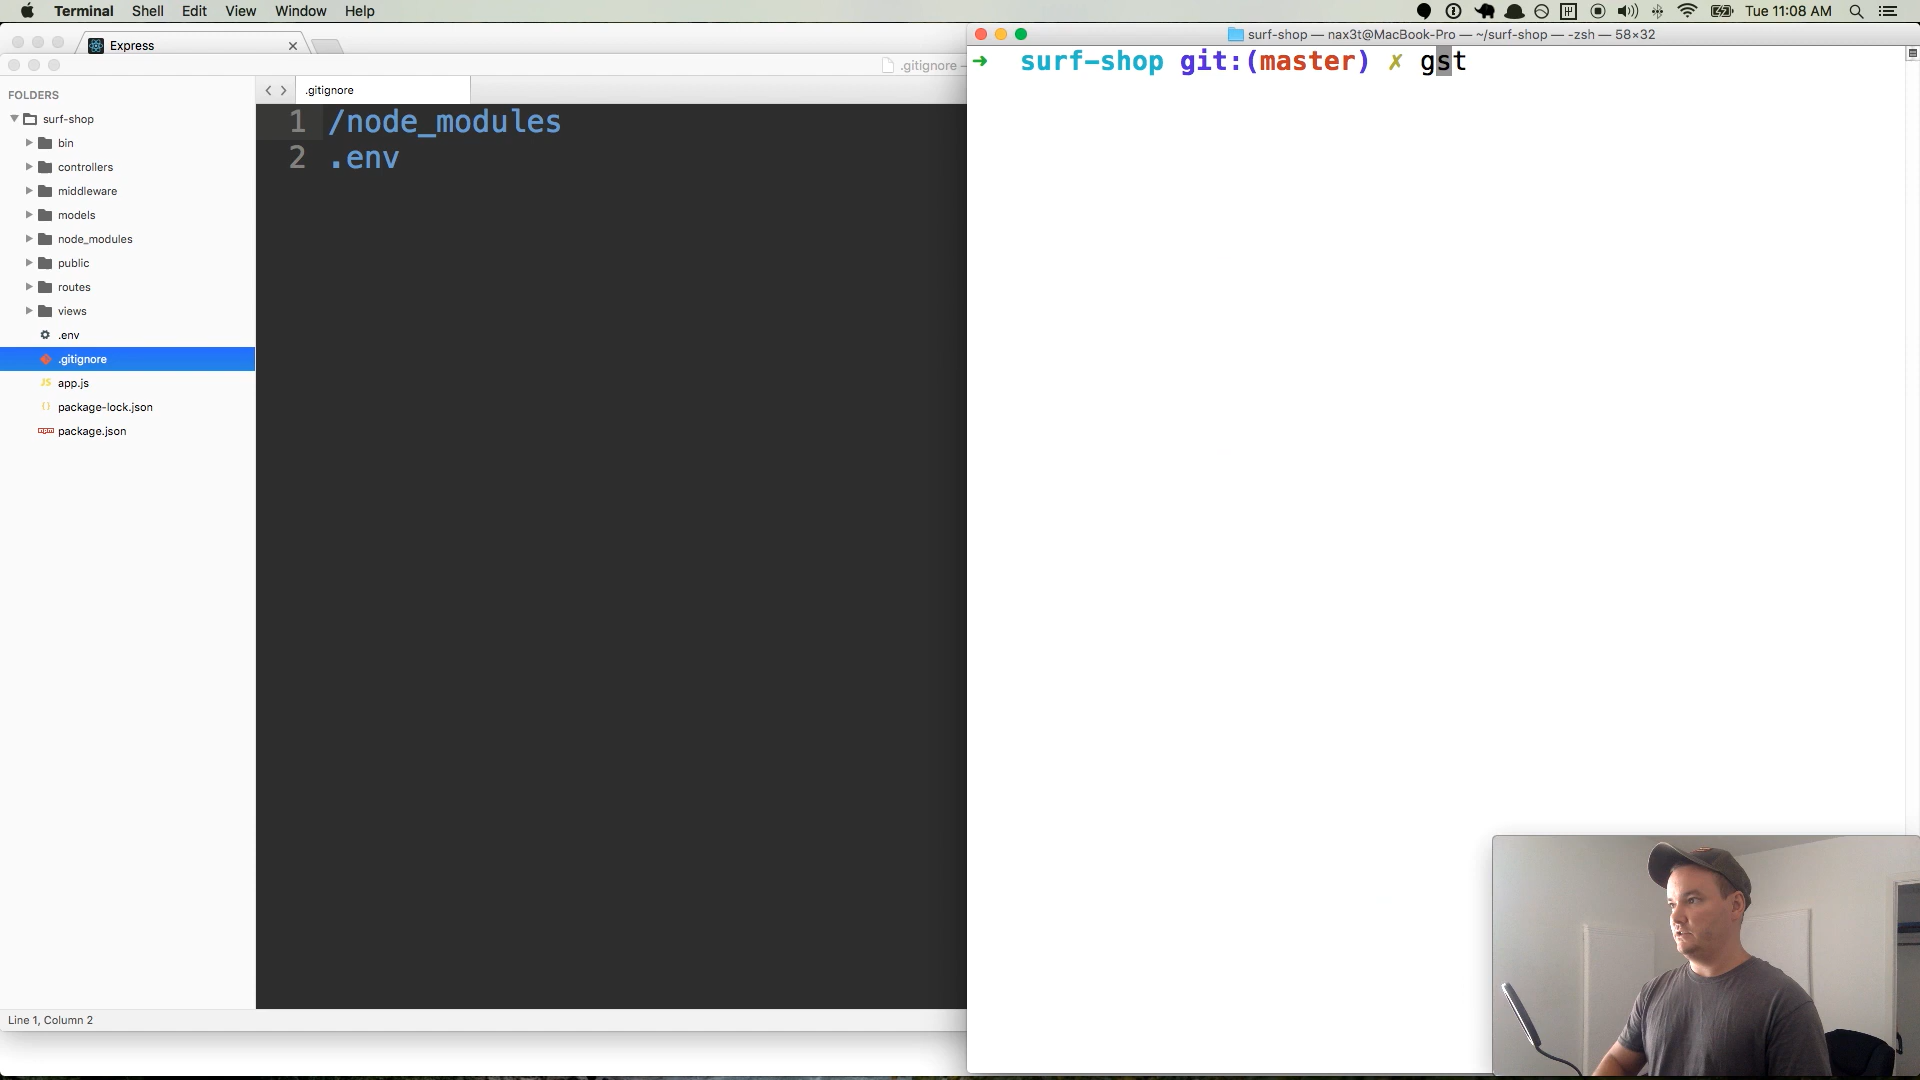 Terminal Shell Edit View Window Help
Tue 11:08 AM
Express
.gitignore —
FOLDERS
surf-shop
bin
controllers
middleware
models
node_modules
public
routes
views
.env
.gitignore
JS app.js
package-lock.json
package.json
.gitignore
1 /node_modules
2 .env
Line 1, Column 2
surf-shop — nax3t@MacBook-Pro — ~/surf-shop — -zsh — 58×32
➜ surf-shop git:(master) ✗ gst